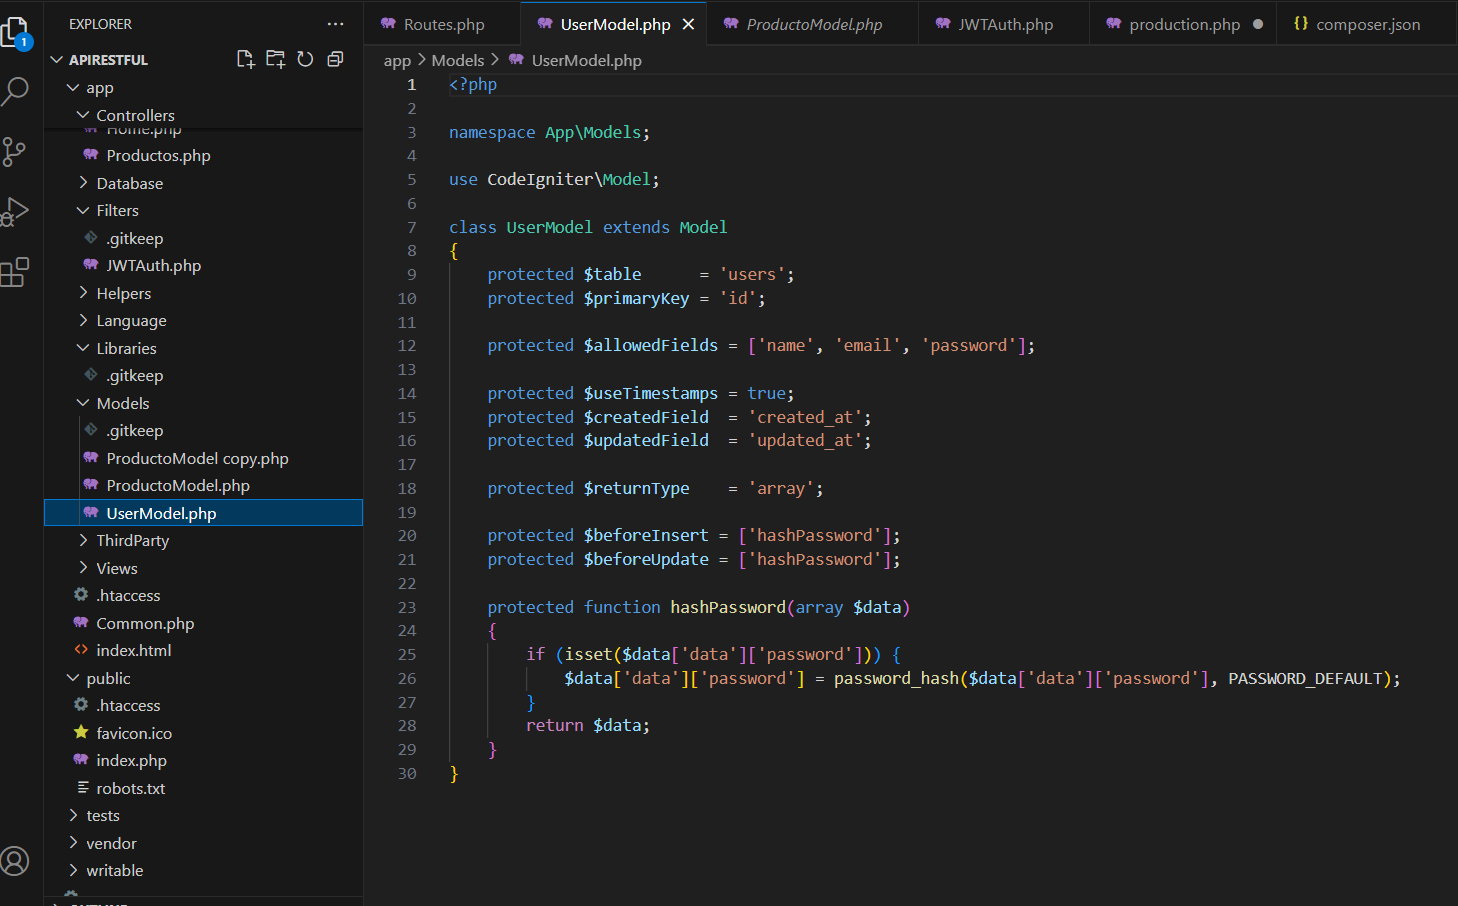 EXPLORER
APIRESTFUL
app
Controllers
Home.php
Productos.php
Database
Filters
.gitkeep
JWTAuth.php
Helpers
Language
Libraries
.gitkeep
Models
.gitkeep
ProductoModel copy.php
ProductoModel.php
UserModel.php
ThirdParty
Views
.htaccess
Common.php
index.html
public
.htaccess
favicon.ico
index.php
robots.txt
tests
vendor
writable
1
Routes.php UserModel.php ProductoModel.php JWTAuth.php production.php composer.json
app > Models > UserModel.php
1 <?php
2
3 namespace App\Models;
4
5 use CodeIgniter\Model;
6
7 class UserModel extends Model
8 {
9 protected $table = 'users';
10 protected $primaryKey = 'id';
11
12 protected $allowedFields = ['name', 'email', 'password'];
13
14 protected $useTimestamps = true;
15 protected $createdField = 'created_at';
16 protected $updatedField = 'updated_at';
17
18 protected $returnType = 'array';
19
20 protected $beforeInsert = ['hashPassword'];
21 protected $beforeUpdate = ['hashPassword'];
22
23 protected function hashPassword(array $data)
24 {
25 if (isset($data['data']['password'])) {
26 $data['data']['password'] = password_hash($data['data']['password'], PASSWORD_DEFAULT);
27 }
28 return $data;
29 }
30 }